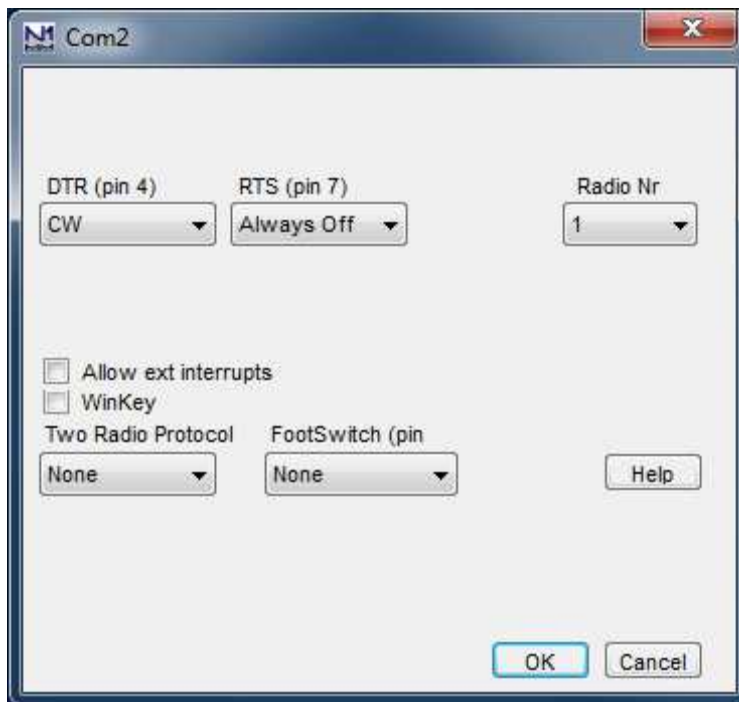 N1
Com2
DTR (pin 4) RTS (pin 7) Radio Nr
CW Always Off 1
Allow ext interrupts
WinKey
Two Radio Protocol FootSwitch (pin
None None Help
OK Cancel